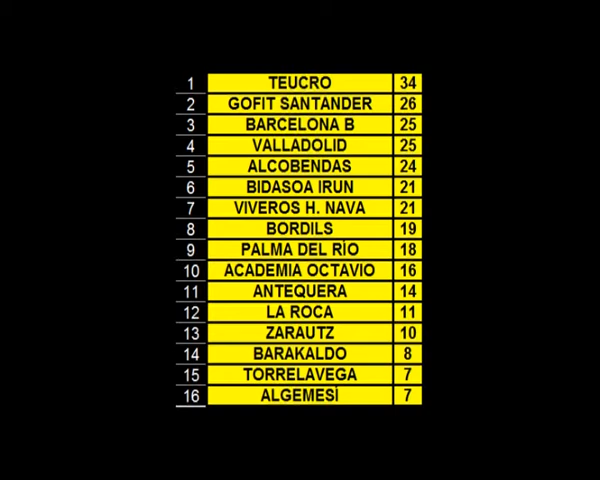 1 TEUCRO 34
2 GOFIT SANTANDER 26
3 BARCELONA B 25
4 VALLADOLID 25
5 ALCOBENDAS 24
6 BIDASOA IRUN 21
7 VIVEROS H. NAVA 21
8 BORDILS 19
9 PALMA DEL RÍO 18
10 ACADEMIA OCTAVIO 16
11 ANTEQUERA 14
12 LA ROCA 11
13 ZARAUTZ 10
14 BARAKALDO 8
15 TORRELAVEGA 7
16 ALGEMESÍ 7